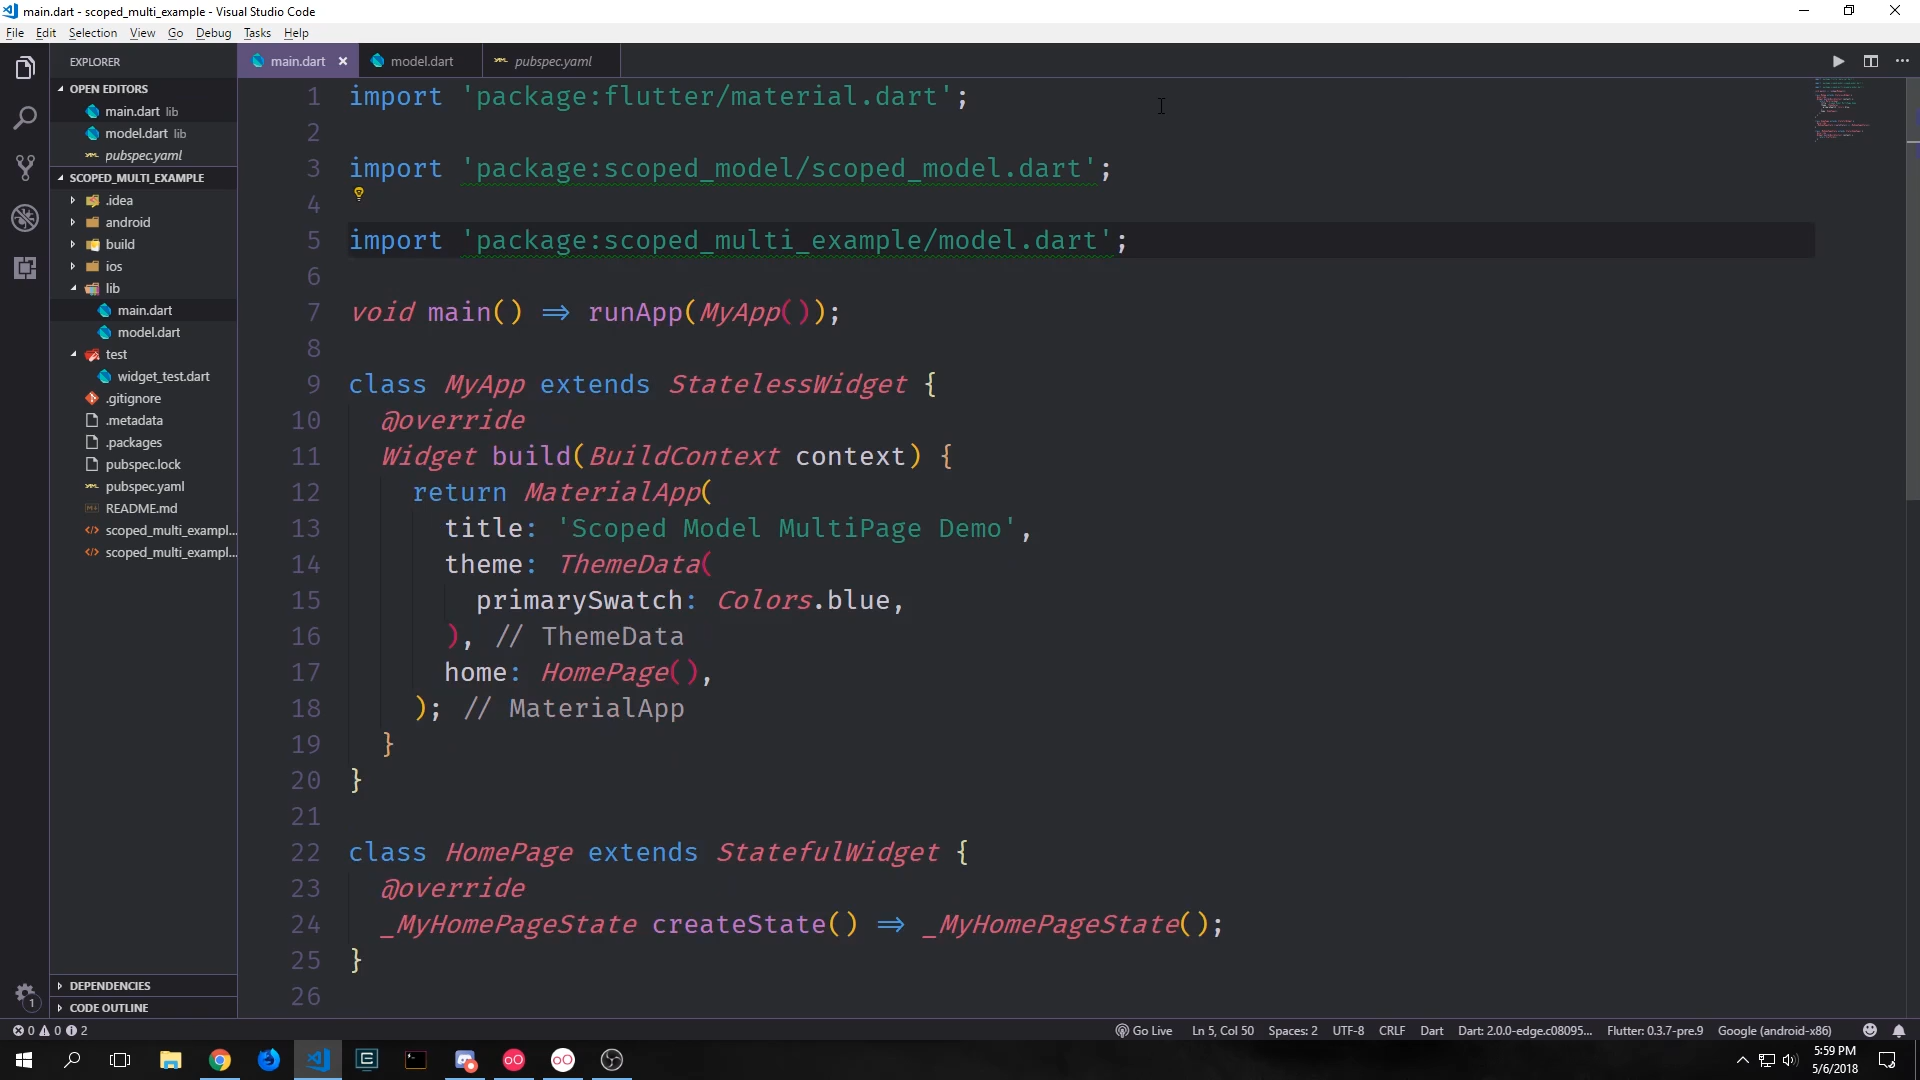 main.dart - scoped_multi_example - Visual Studio Code
File Edit Selection View Go Debug Tasks Help
EXPLORER
main.dart
model.dart
pubspec.yaml
OPEN EDITORS
main.dart lib
model.dart lib
pubspec.yaml
SCOPED_MULTI_EXAMPLE
.idea
android
build
ios
lib
main.dart
model.dart
test
widget_test.dart
.gitignore
.metadata
.packages
pubspec.lock
pubspec.yaml
README.md
scoped_multi_exampl...
scoped_multi_exampl...
DEPENDENCIES
CODE OUTLINE
1 import 'package:flutter/material.dart';
2
3 import 'package:scoped_model/scoped_model.dart';
4
5 import 'package:scoped_multi_example/model.dart';
6
7 void main() => runApp(MyApp());
8
9 class MyApp extends StatelessWidget {
10 @override
11 Widget build(BuildContext context) {
12 return MaterialApp(
13 title: 'Scoped Model MultiPage Demo',
14 theme: ThemeData(
15 primarySwatch: Colors.blue,
16 ), // ThemeData
17 home: HomePage(),
18 ); // MaterialApp
19 }
20 }
21
22 class HomePage extends StatefulWidget {
23 @override
24 _MyHomePageState createState() => _MyHomePageState();
25 }
26
1
0 0 2
Go Live Ln 5, Col 50 Spaces: 2 UTF-8 CRLF Dart Dart: 2.0.0-edge.c08095... Flutter: 0.3.7-pre.9 Google (android-x86)
5:59 PM
5/6/2018